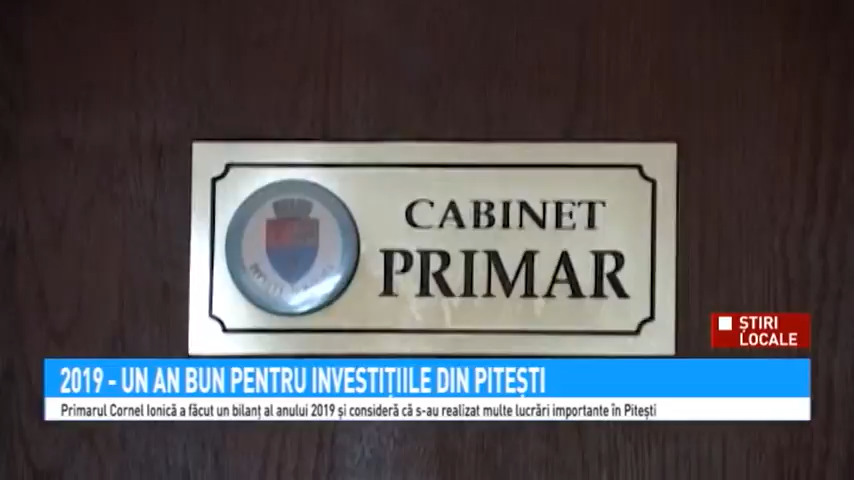 CABINET
PRIMAR
ȘTIRI
LOCALE
2019 - UN AN BUN PENTRU INVESTIȚIILE DIN PITEȘTI
Primarul Cornel Ionică a făcut un bilanț al anului 2019 și consideră că s-au realizat multe lucrări importante în Pitești